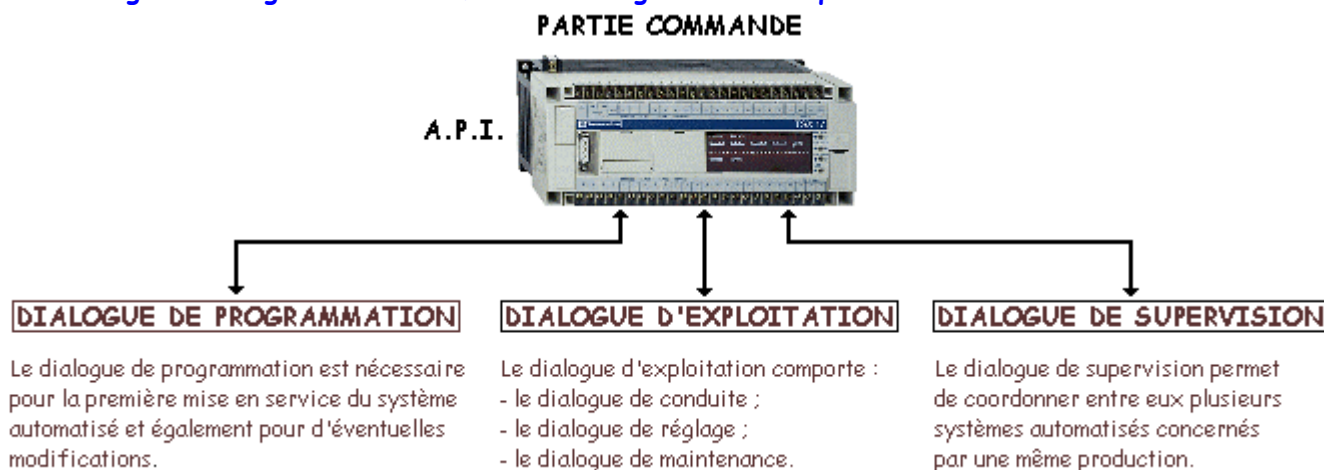 PARTIE COMMANDE
A.P.I.
DIALOGUE DE PROGRAMMATION
Le dialogue de programmation est nécessaire
pour la première mise en service du système
automatisé et également pour d'éventuelles
modifications.
DIALOGUE D'EXPLOITATION
Le dialogue d'exploitation comporte :
- le dialogue de conduite ;
- le dialogue de réglage ;
- le dialogue de maintenance.
DIALOGUE DE SUPERVISION
Le dialogue de supervision permet
de coordonner entre eux plusieurs
systèmes automatisés concernés
par une même production.